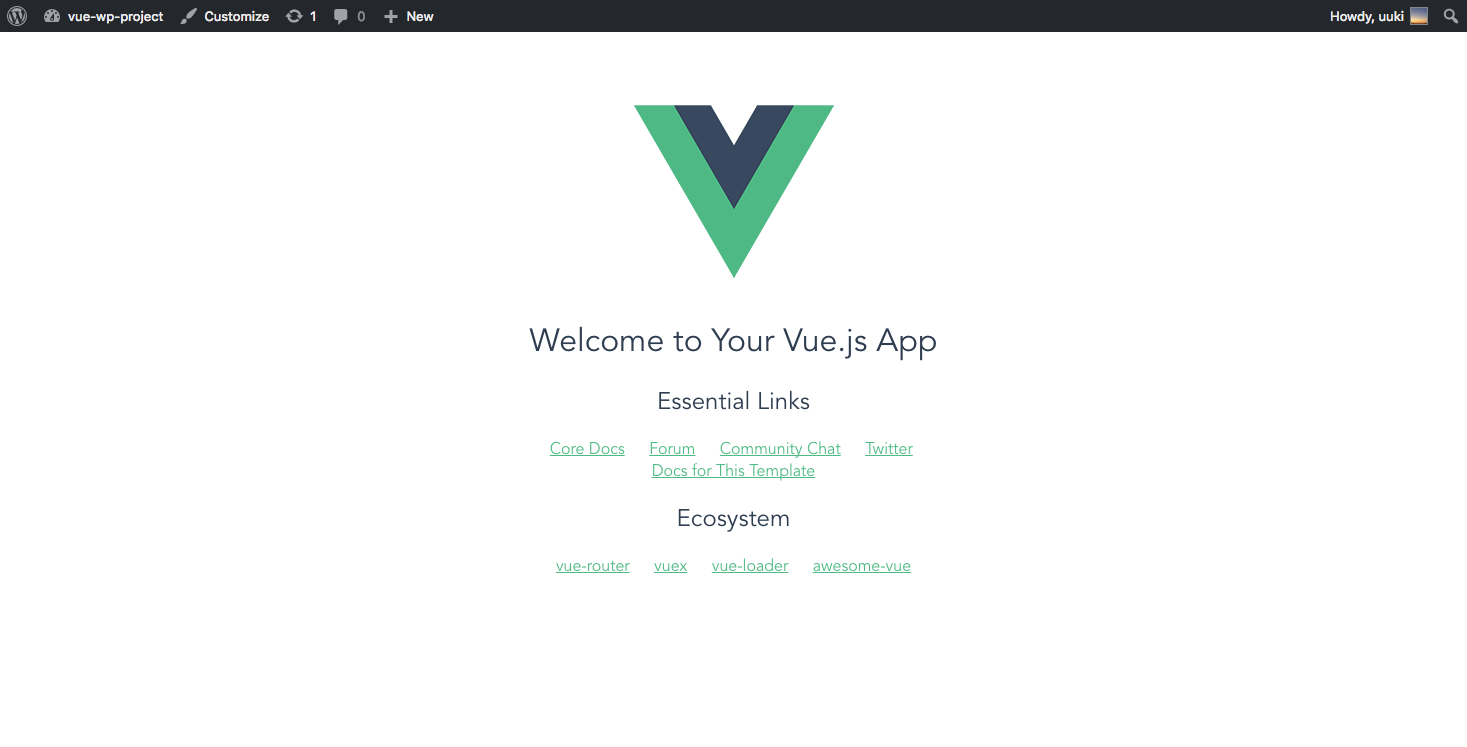 vue-wp-project Customize 1 0 New Howdy, uuki
Welcome to Your Vue.js App
Essential Links
Core Docs Forum Community Chat Twitter
Docs for This Template
Ecosystem
vue-router vuex vue-loader awesome-vue